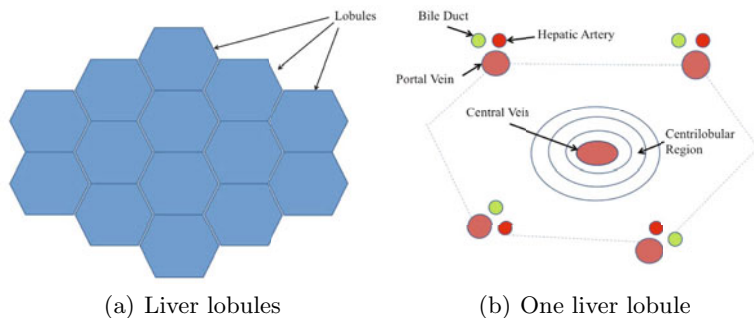 Lobules
Bile Duct
Hepatic Artery
Portal Vein
Central Vein
Centrilobular
Region
(a) Liver lobules
(b) One liver lobule